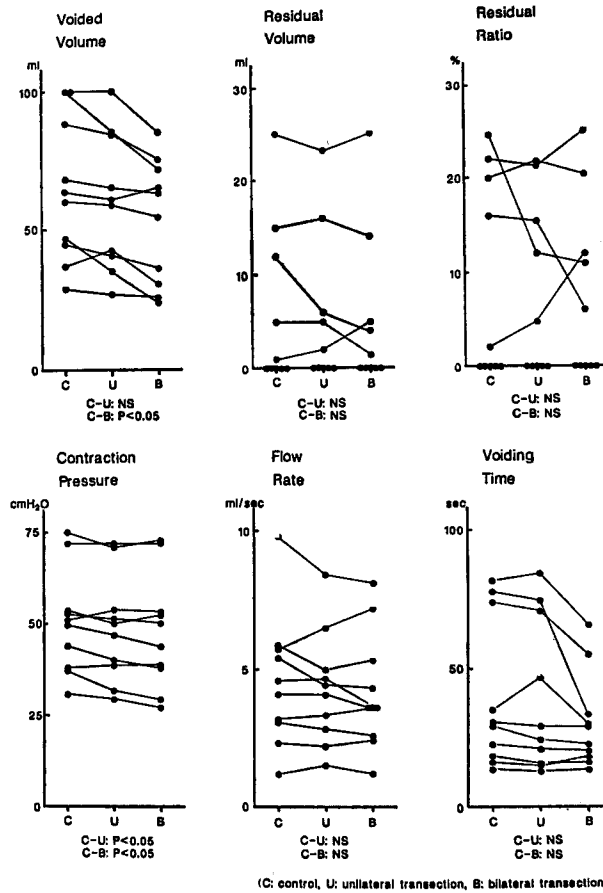 Voided
Volume
ml
100
50
0
C U B
C-U: NS
C-B: P<0.05
Residual
Volume
ml
30
20
10
0
C U B
C-U: NS
C-B: NS
Residual
Ratio
%
30
20
10
0
C U B
C-U: NS
C-B: NS
Contraction
Pressure
cmH₂O
75
50
25
0
C U B
C-U: P<0.05
C-B: P<0.05
Flow
Rate
ml/sec
10
5
0
C U B
C-U: NS
C-B: NS
Voiding
Time
sec
100
50
0
C U B
C-U: NS
C-B: NS
(C: control, U: unilateral transection, B: bilateral transection